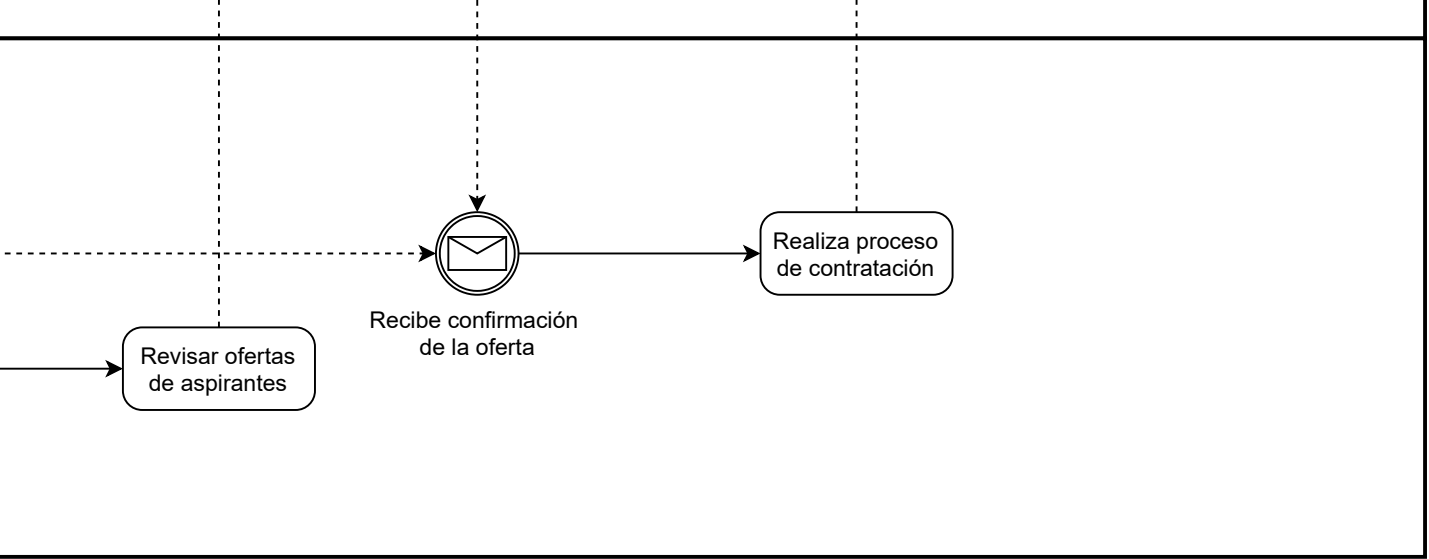 Realiza proceso
de contratación
Recibe confirmación
de la oferta
Revisar ofertas
de aspirantes